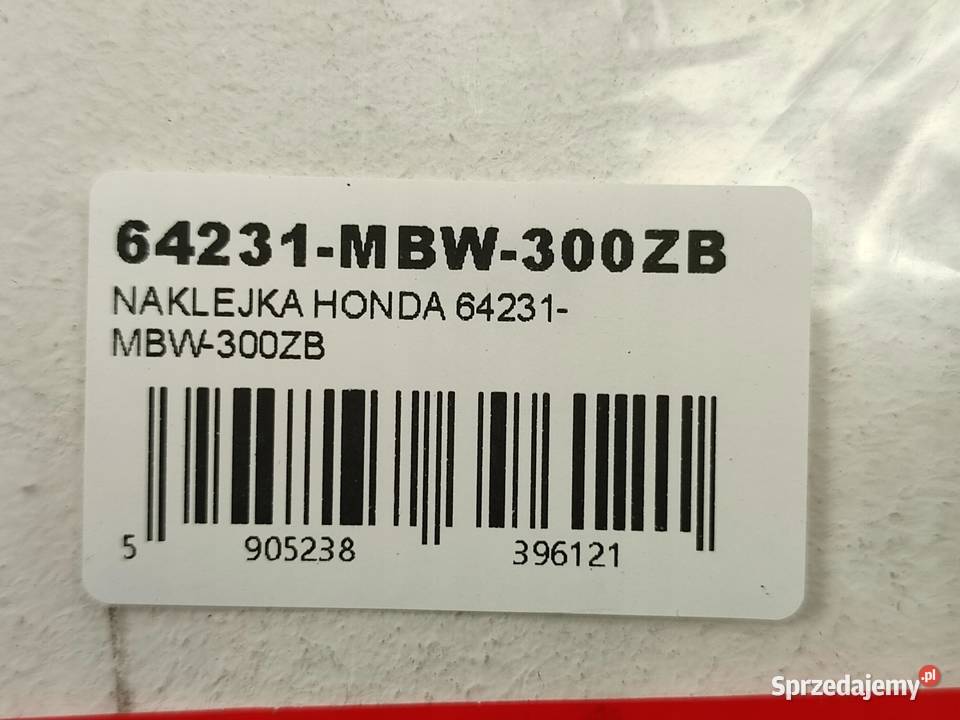 64231-MBW-300ZB
NAKLEJKA HONDA 64231-
MBW-300ZB
5 905238 396121
Sprzedajemy.pl